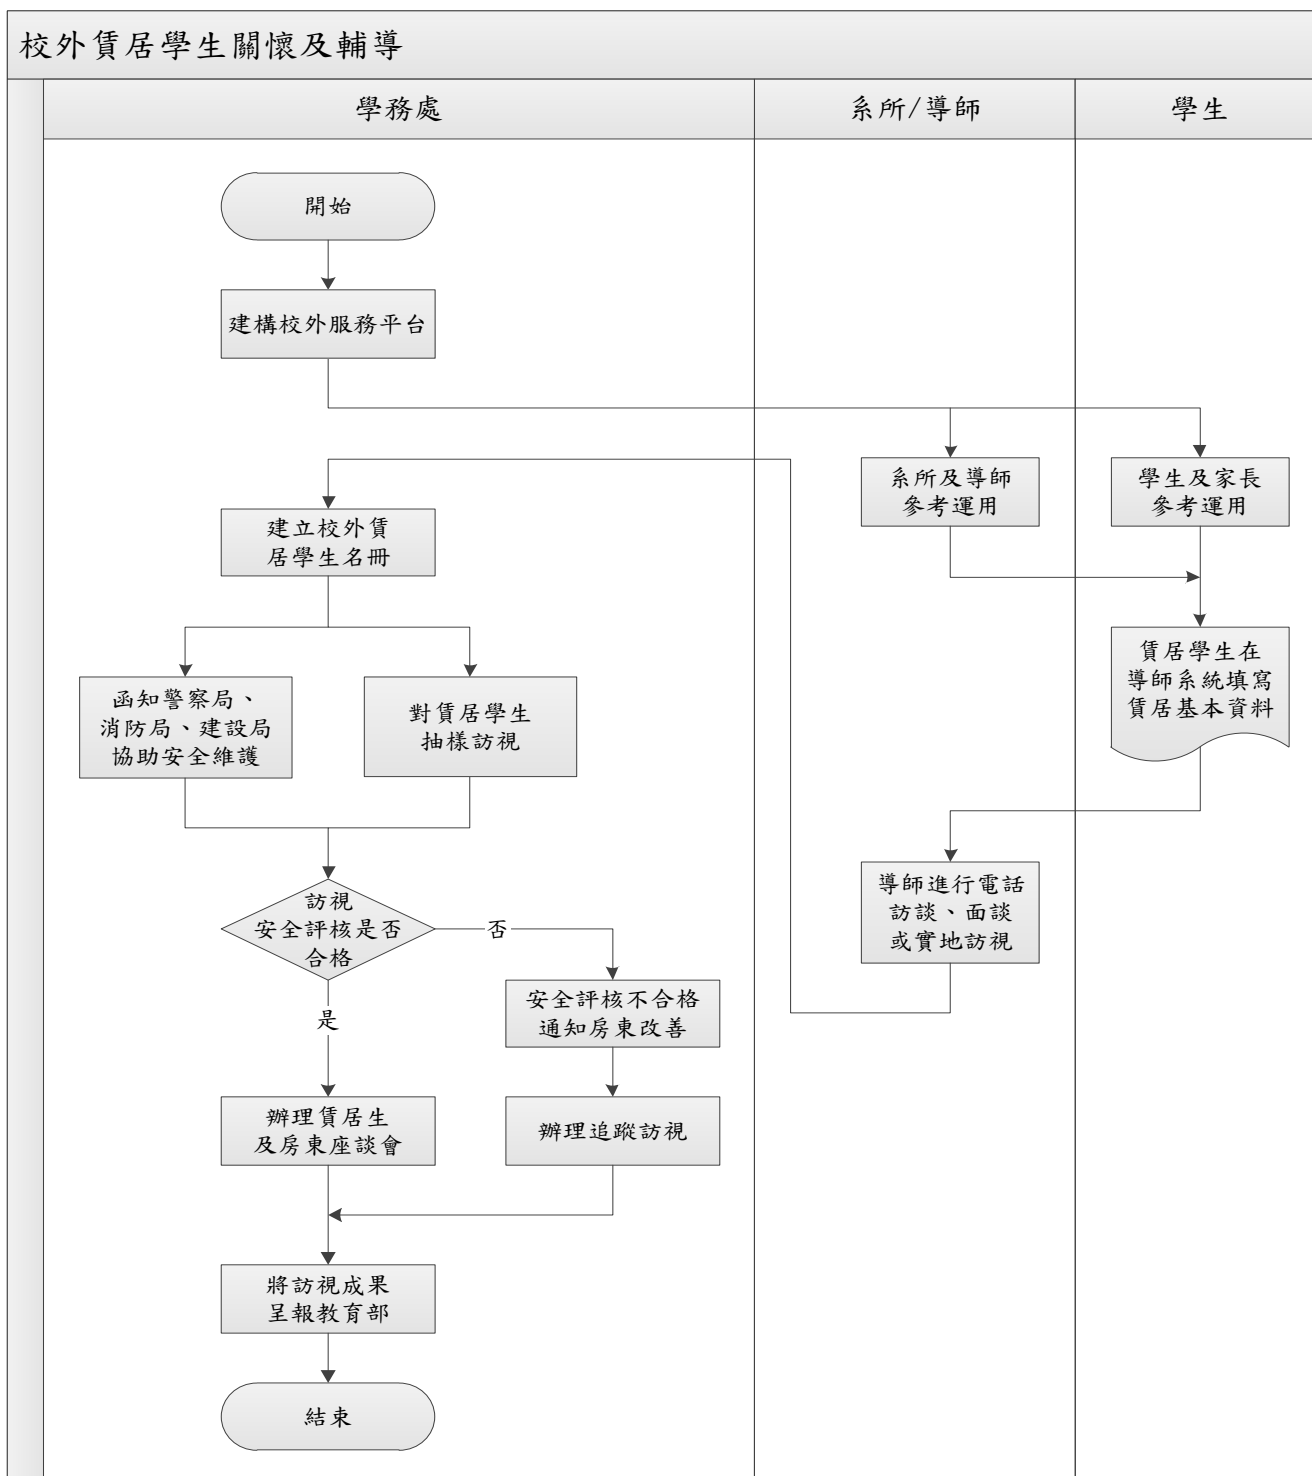 校外賃居學生關懷及輔導
學務處
系所/導師
學生
開始
建構校外服務平台
系所及導師
參考運用
學生及家長
參考運用
建立校外賃
居學生名冊
賃居學生在
導師系統填寫
賃居基本資料
函知警察局、
消防局、建設局
協助安全維護
對賃居學生
抽樣訪視
導師進行電話
訪談、面談
或實地訪視
訪視
安全評核是否
合格
否
是
安全評核不合格
通知房東改善
辦理賃居生
及房東座談會
辦理追蹤訪視
將訪視成果
呈報教育部
結束